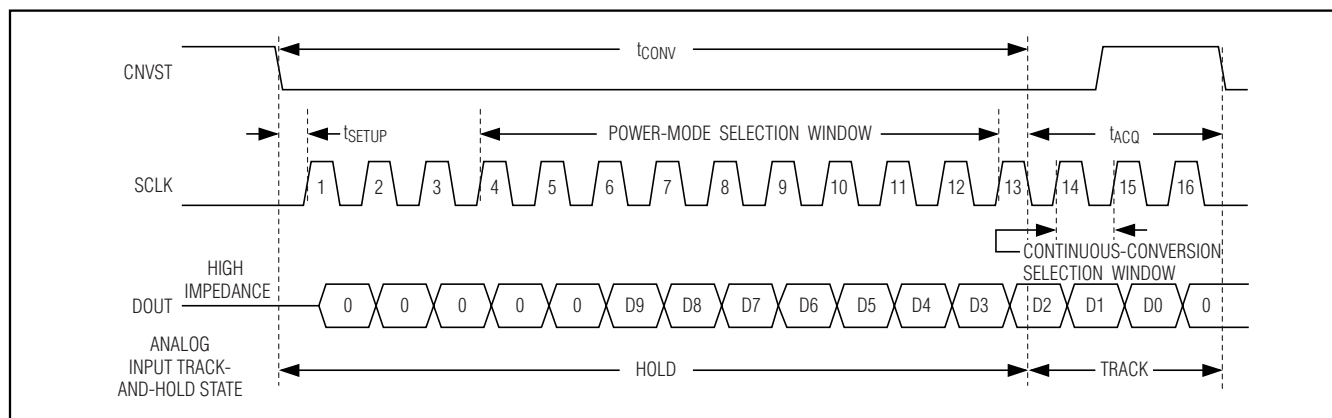 CNVST
tCONV
tSETUP
POWER-MODE SELECTION WINDOW
tACQ
SCLK
1 2 3 4 5 6 7 8 9 10 11 12 13 14 15 16
CONTINUOUS-CONVERSION
SELECTION WINDOW
HIGH
IMPEDANCE
DOUT
0 0 0 0 0 D9 D8 D7 D6 D5 D4 D3 D2 D1 D0 0
ANALOG
INPUT TRACK-
AND-HOLD STATE
HOLD
TRACK